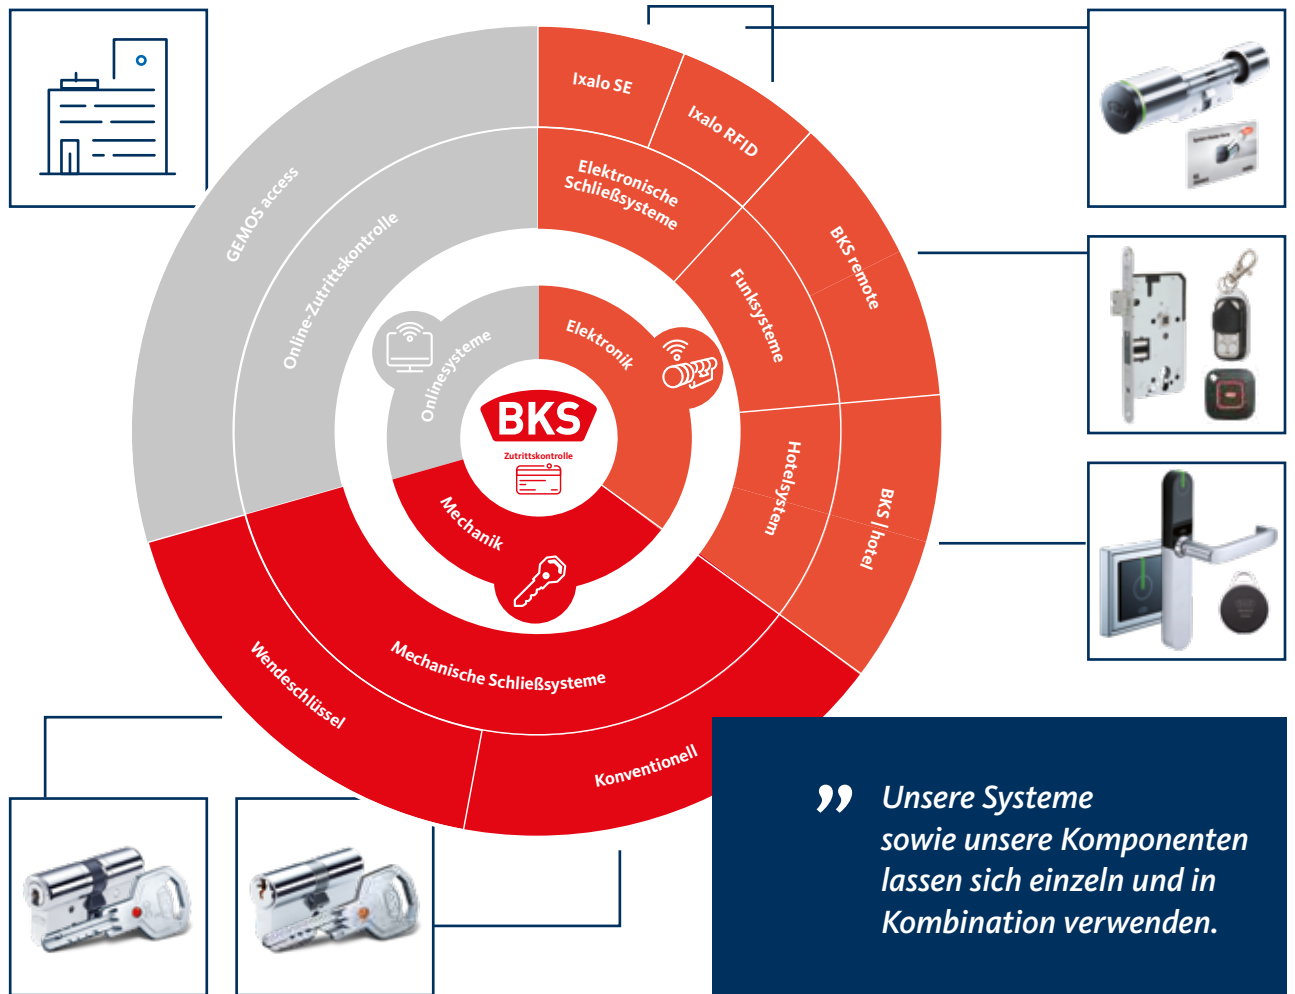 Ixalo SE
Ixalo RFID
Elektronische
Schließsysteme
GEMOS access
Online-Zutrittskontrolle
BKS remote
Funksysteme
Onlinesysteme
Elektronik
BKS
Zutrittskontrolle
Hotelsystem
BKS | hotel
Mechanik
Mechanische Schließsysteme
Wendeschlüssel
Konventionell
” Unsere Systeme
sowie unsere Komponenten
lassen sich einzeln und in
Kombination verwenden.